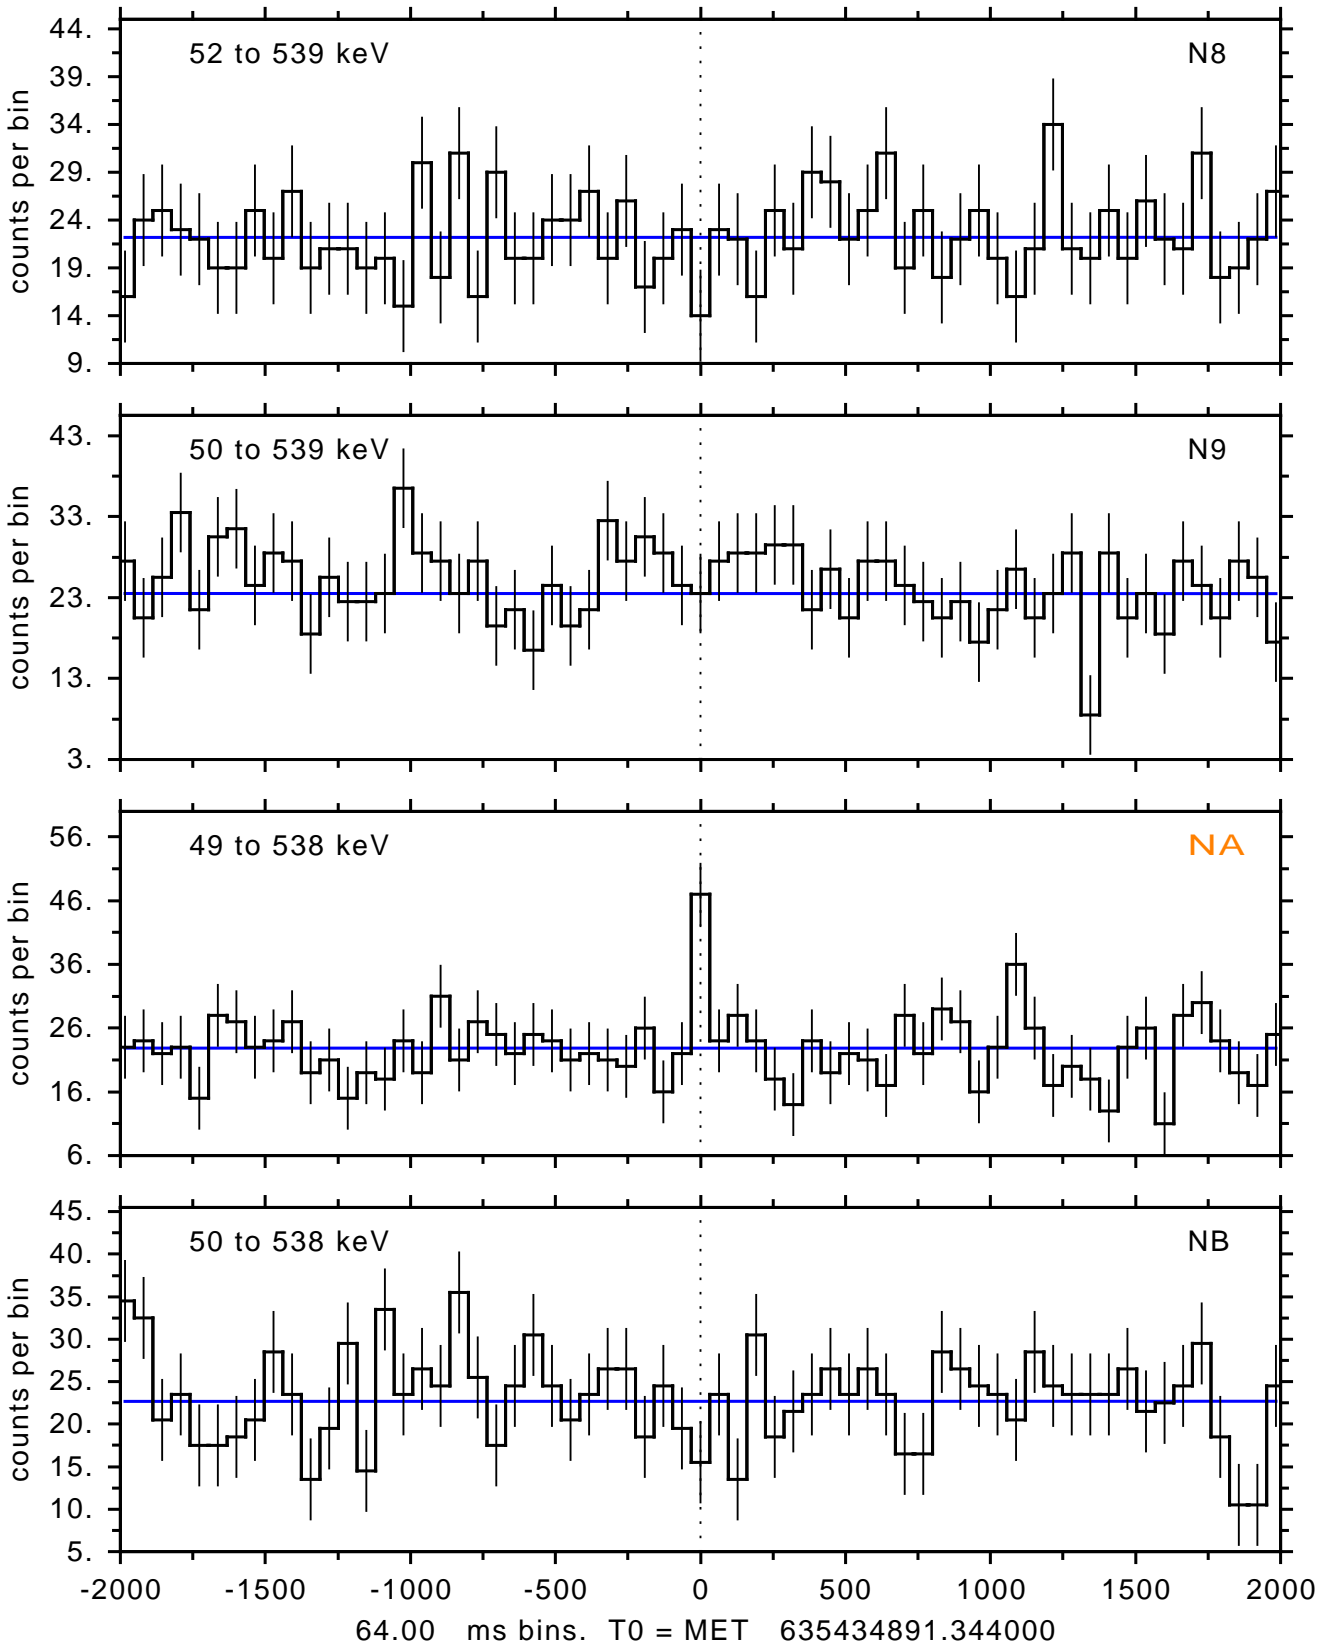 52 to 539 keV N8
44.
39.
34.
29.
24.
19.
14.
9.
counts per bin
50 to 539 keV N9
43.
33.
23.
13.
3.
counts per bin
49 to 538 keV NA
56.
46.
36.
26.
16.
6.
counts per bin
50 to 538 keV NB
45.
40.
35.
30.
25.
20.
15.
10.
5.
counts per bin
-2000 -1500 -1000 -500 0 500 1000 1500 2000
64.00 ms bins. T0 = MET 635434891.344000